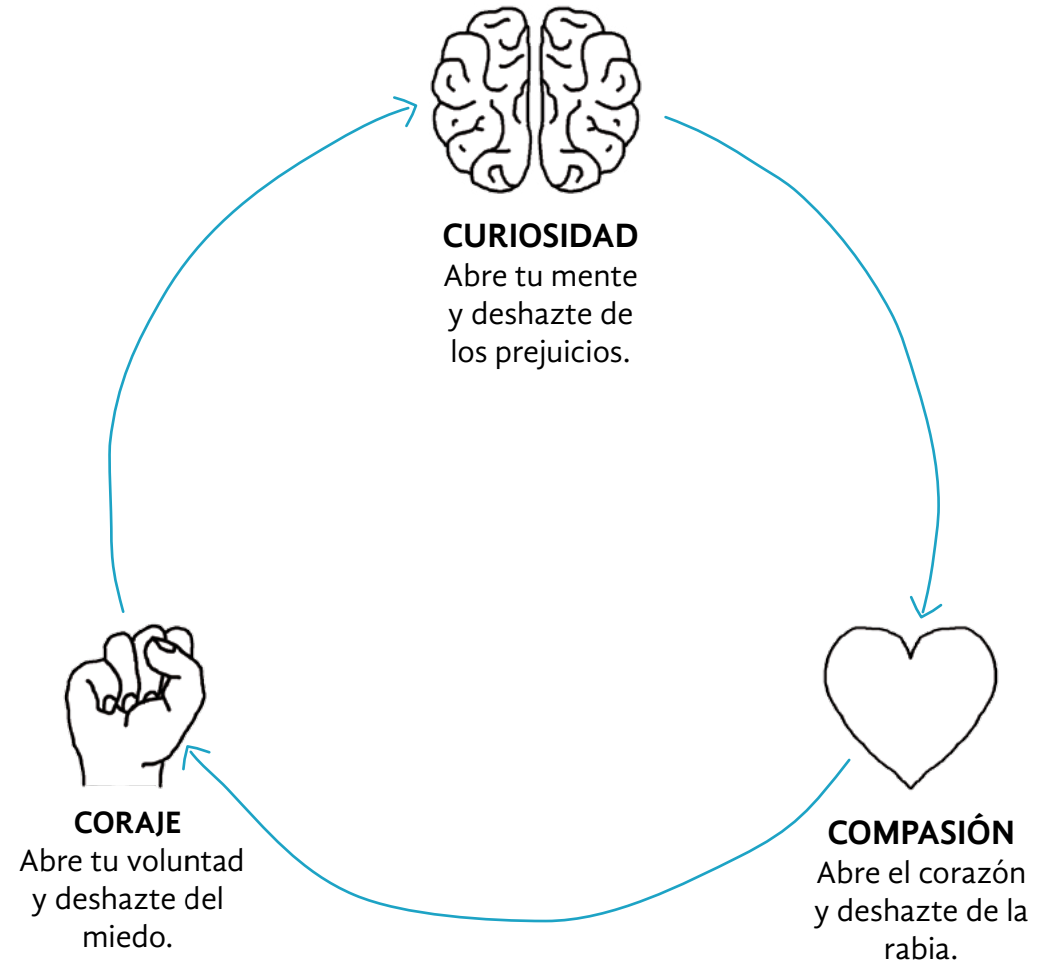 CURIOSIDAD
Abre tu mente
y deshazte de
los prejuicios.
CORAJE
Abre tu voluntad
y deshazte del
miedo.
COMPASIÓN
Abre el corazón
y deshazte de la
rabia.